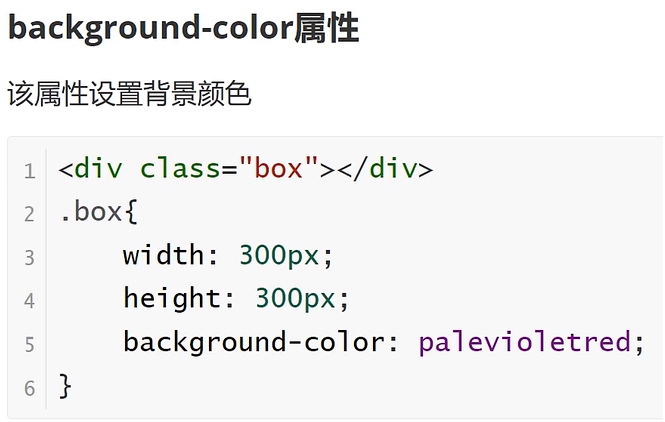 background-color属性
该属性设置背景颜色
1 <div class="box"></div>
2 .box{
3     width: 300px;
4     height: 300px;
5     background-color: palevioletred;
6 }